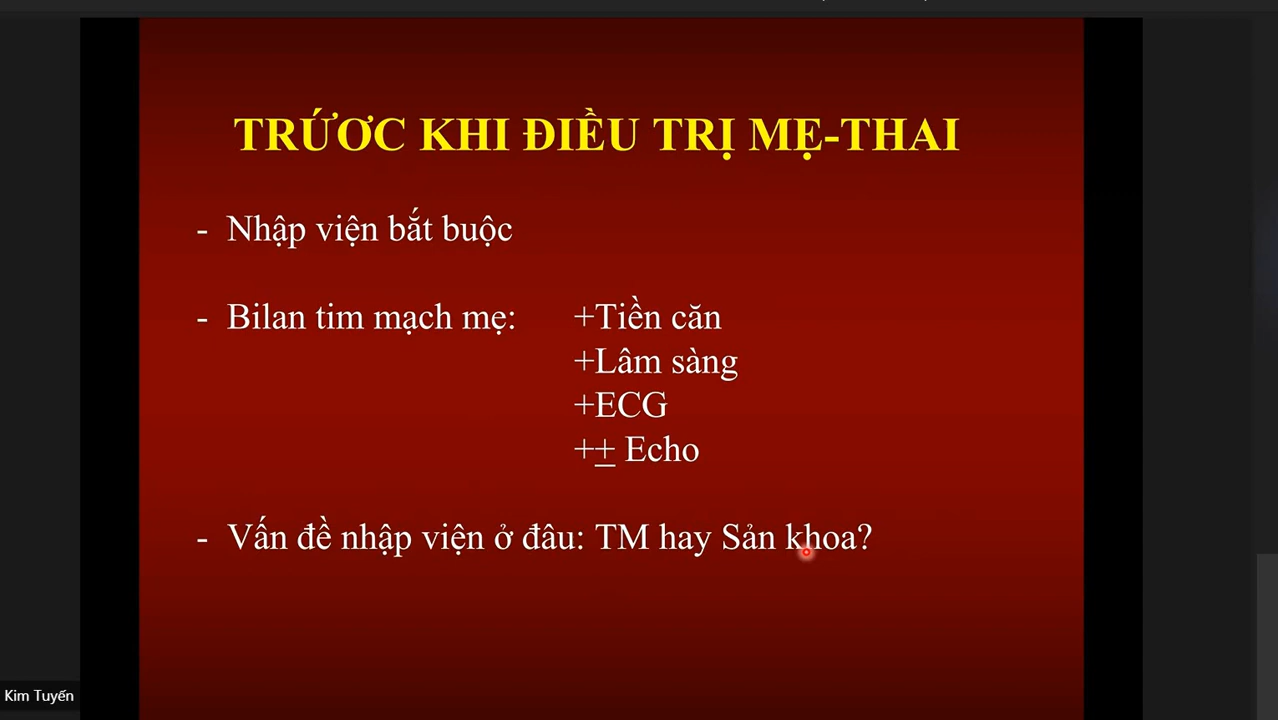 TRỨƠC KHI ĐIỀU TRỊ MẸ-THAI
- Nhập viện bắt buộc
- Bilan tim mạch mẹ: +Tiền căn
+Lâm sàng
+ECG
+± Echo
- Vấn đề nhập viện ở đâu: TM hay Sản khoa?
Kim Tuyến